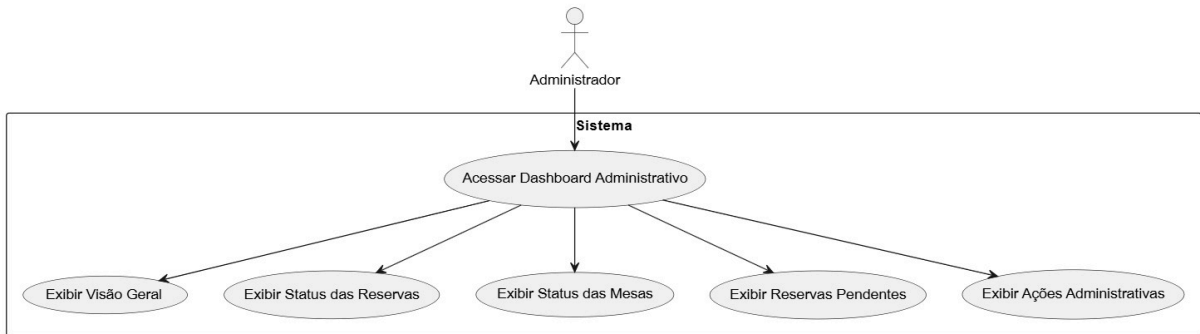 Administrador
Sistema
Acessar Dashboard Administrativo
Exibir Visão Geral
Exibir Status das Reservas
Exibir Status das Mesas
Exibir Reservas Pendentes
Exibir Ações Administrativas